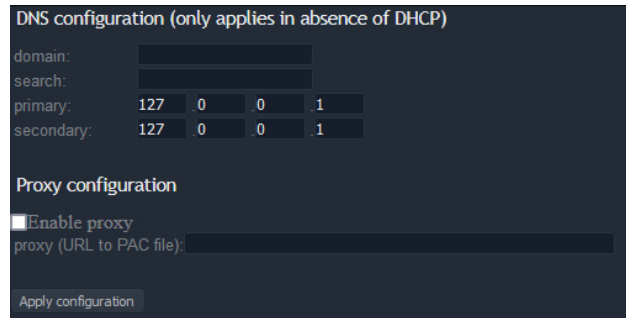 DNS configuration (only applies in absence of DHCP)
domain:
search:
primary: 127 .0 .0 .1
secondary: 127 .0 .0 .1
Proxy configuration
Enable proxy
proxy (URL to PAC file):
Apply configuration